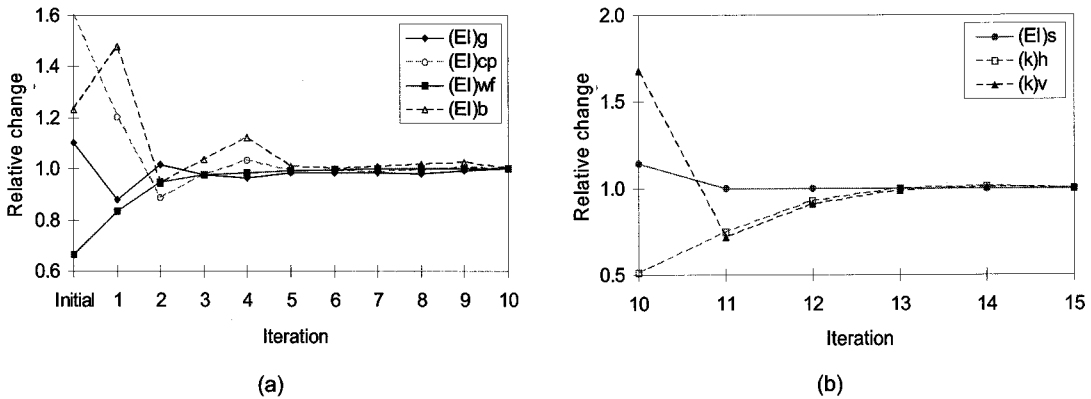 1.6
1.4
1.2
1.0
0.8
0.6
Relative change
Initial 1 2 3 4 5 6 7 8 9 10
Iteration
(EI)g
(EI)cp
(EI)wf
(EI)b
(a)
2.0
1.5
1.0
0.5
Relative change
10 11 12 13 14 15
Iteration
(EI)s
(k)h
(k)v
(b)